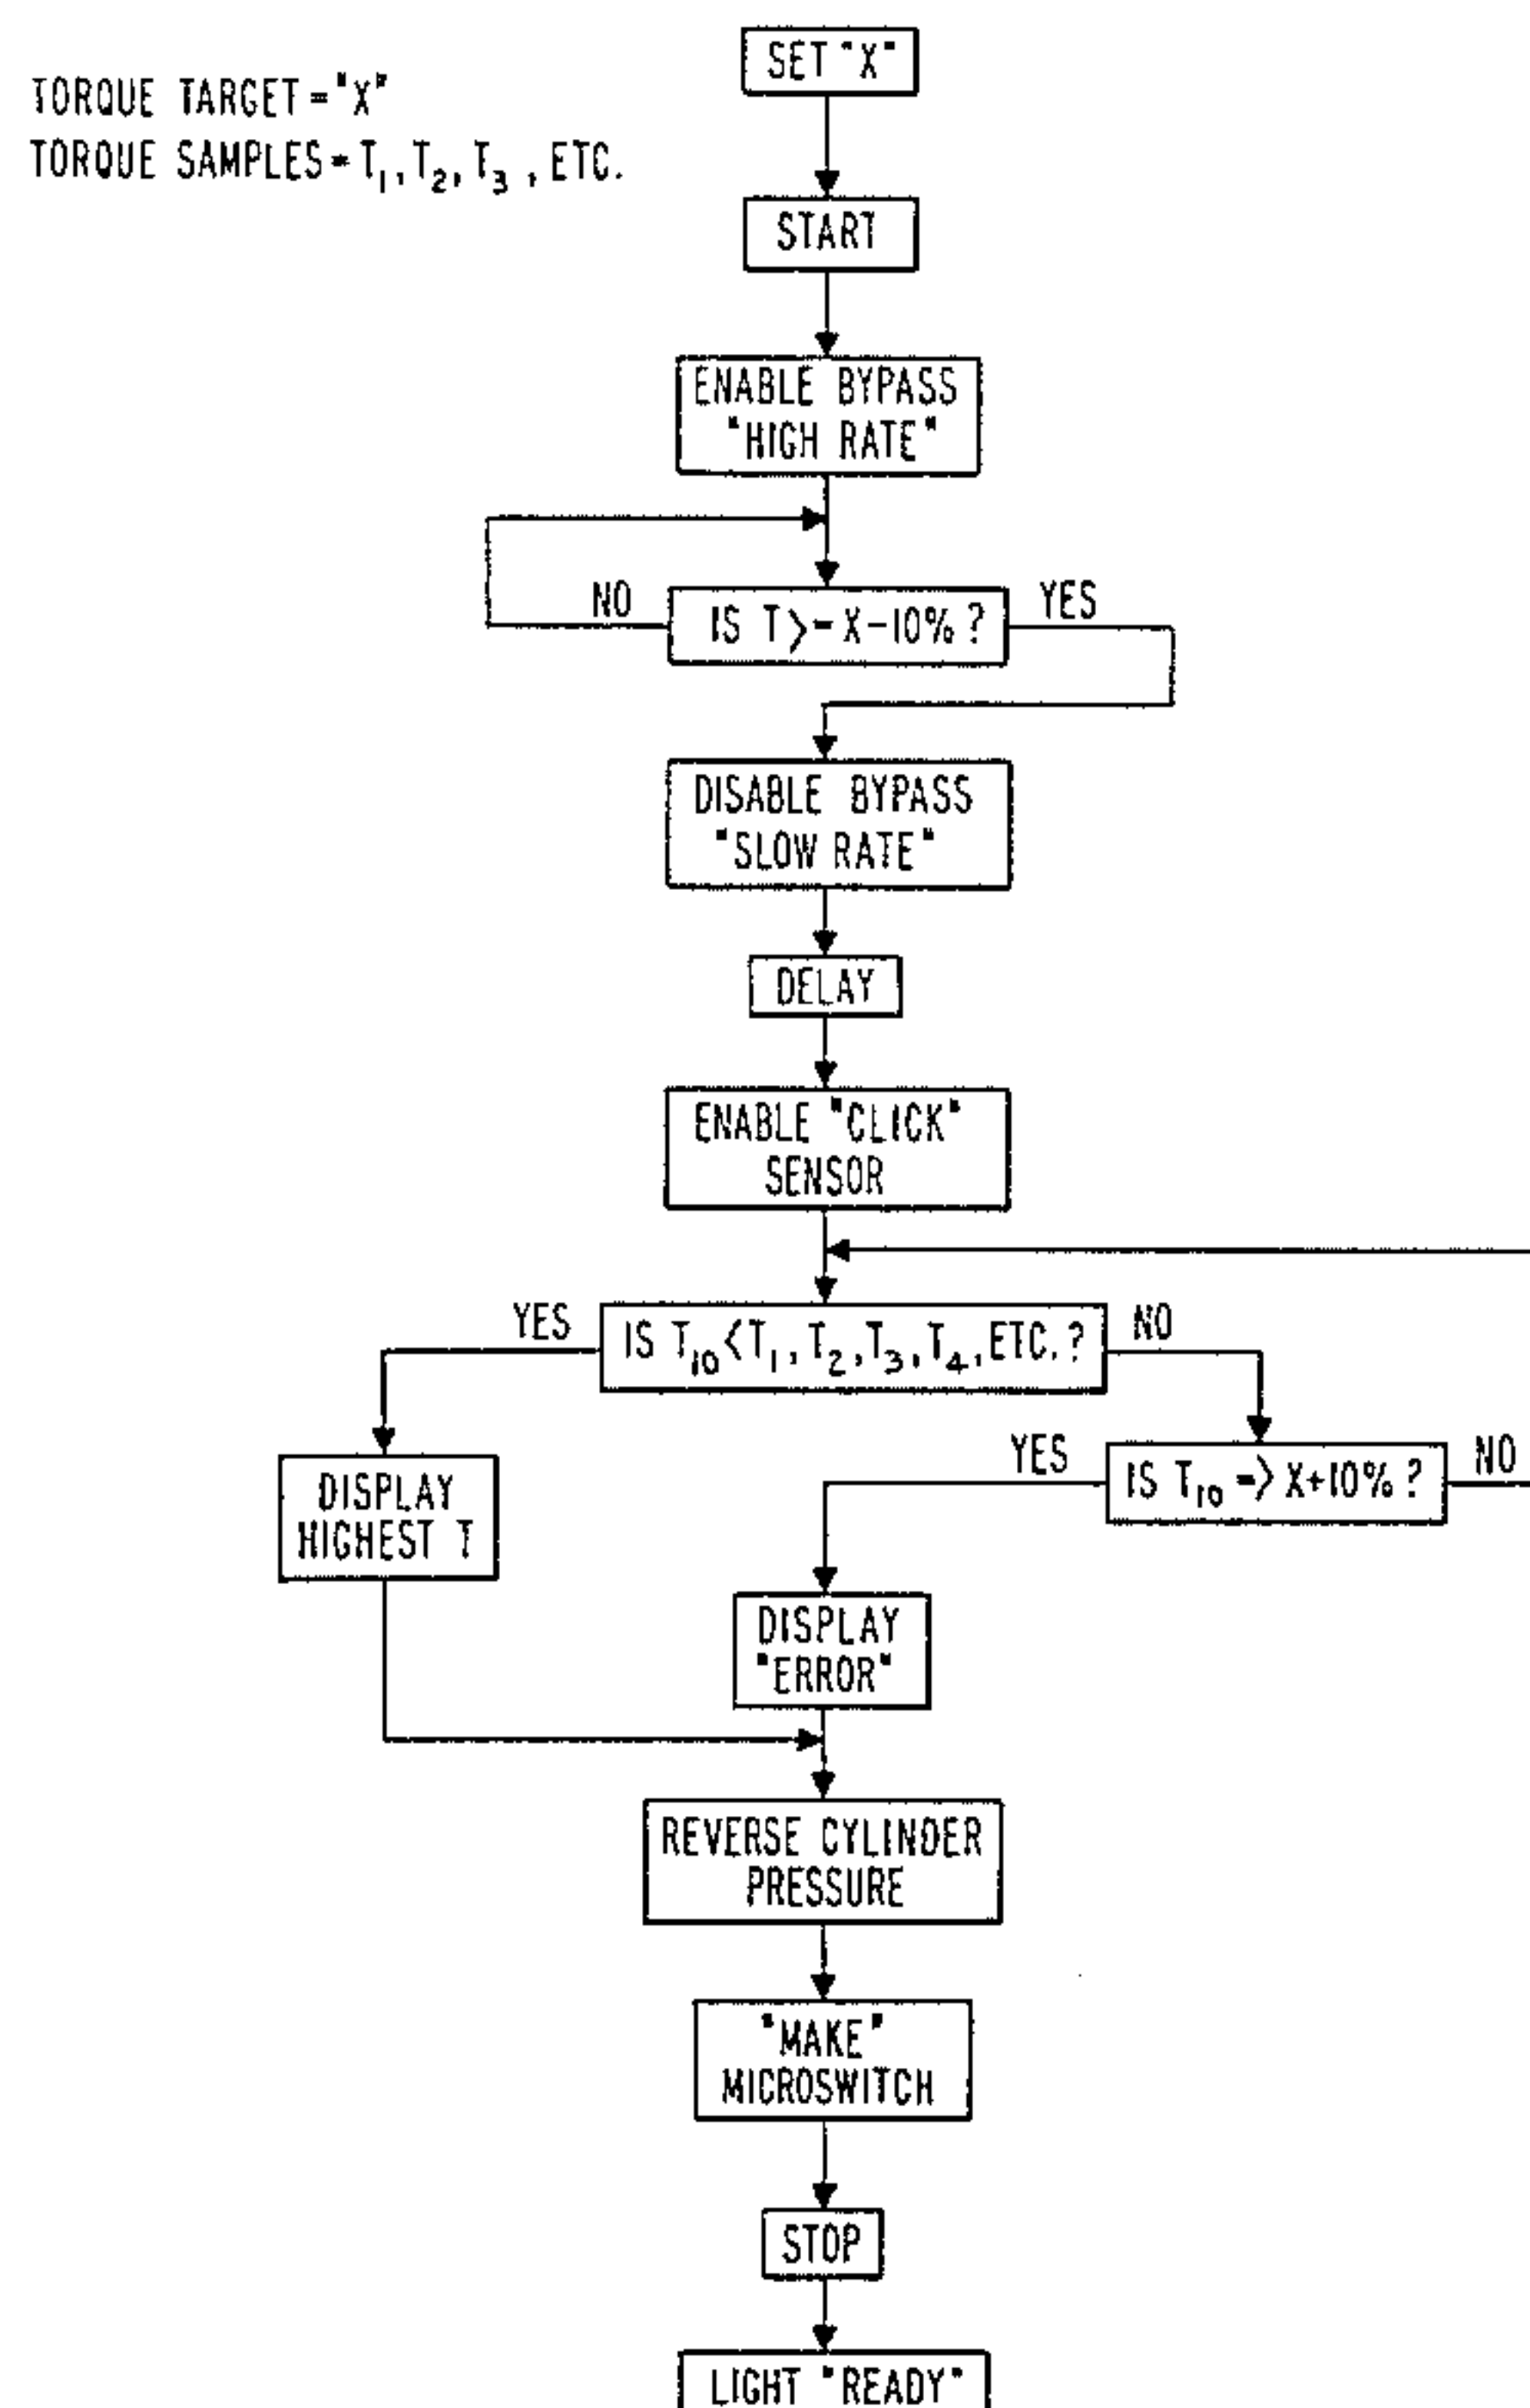 SET "X"
TORQUE TARGET="X"
TORQUE SAMPLES=T1,T2,T3,ETC.
START
ENABLE BYPASS
"HIGH RATE"
NO
IS T>=X-10%?
YES
DISABLE BYPASS
"SLOW RATE"
DELAY
ENABLE "CLICK"
SENSOR
YES
IS T10<T1,T2,T3,T4,ETC.?
NO
YES
IS T10=>X+10%?
NO
DISPLAY
HIGHEST T
DISPLAY
"ERROR"
REVERSE CYLINDER
PRESSURE
"MAKE"
MICROSWITCH
STOP
LIGHT "READY"